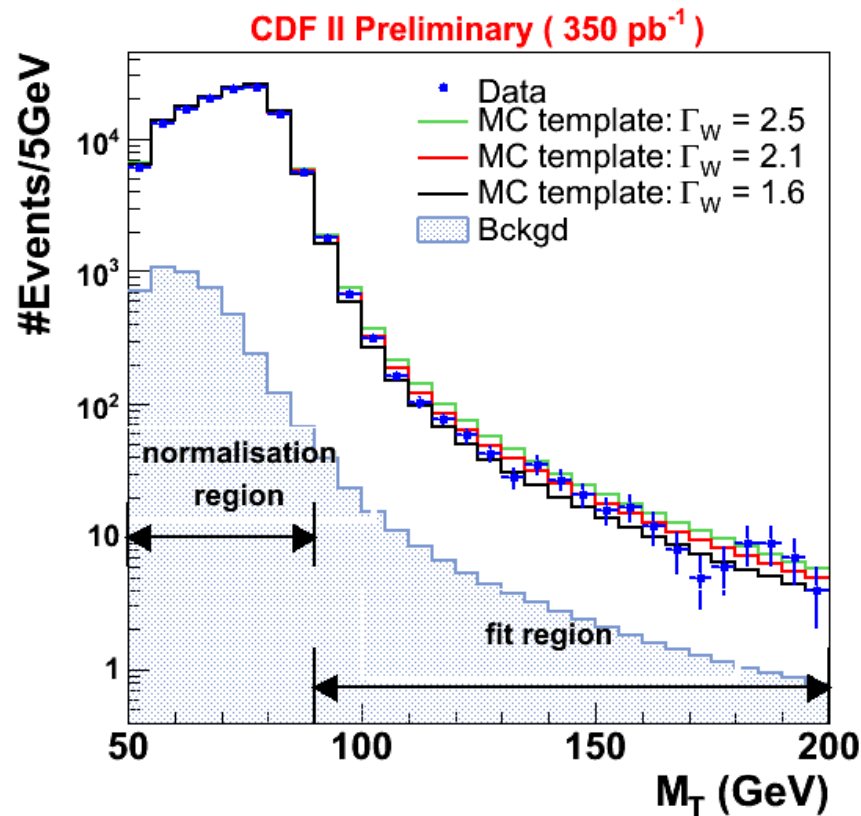 CDF II Preliminary ( 350 pb⁻¹ )
#Events/5GeV
10⁴
10³
10²
10
1
Data
MC template: Γ_W = 2.5
MC template: Γ_W = 2.1
MC template: Γ_W = 1.6
Bckgd
normalisation
region
fit region
50
100
150
200
M_T (GeV)